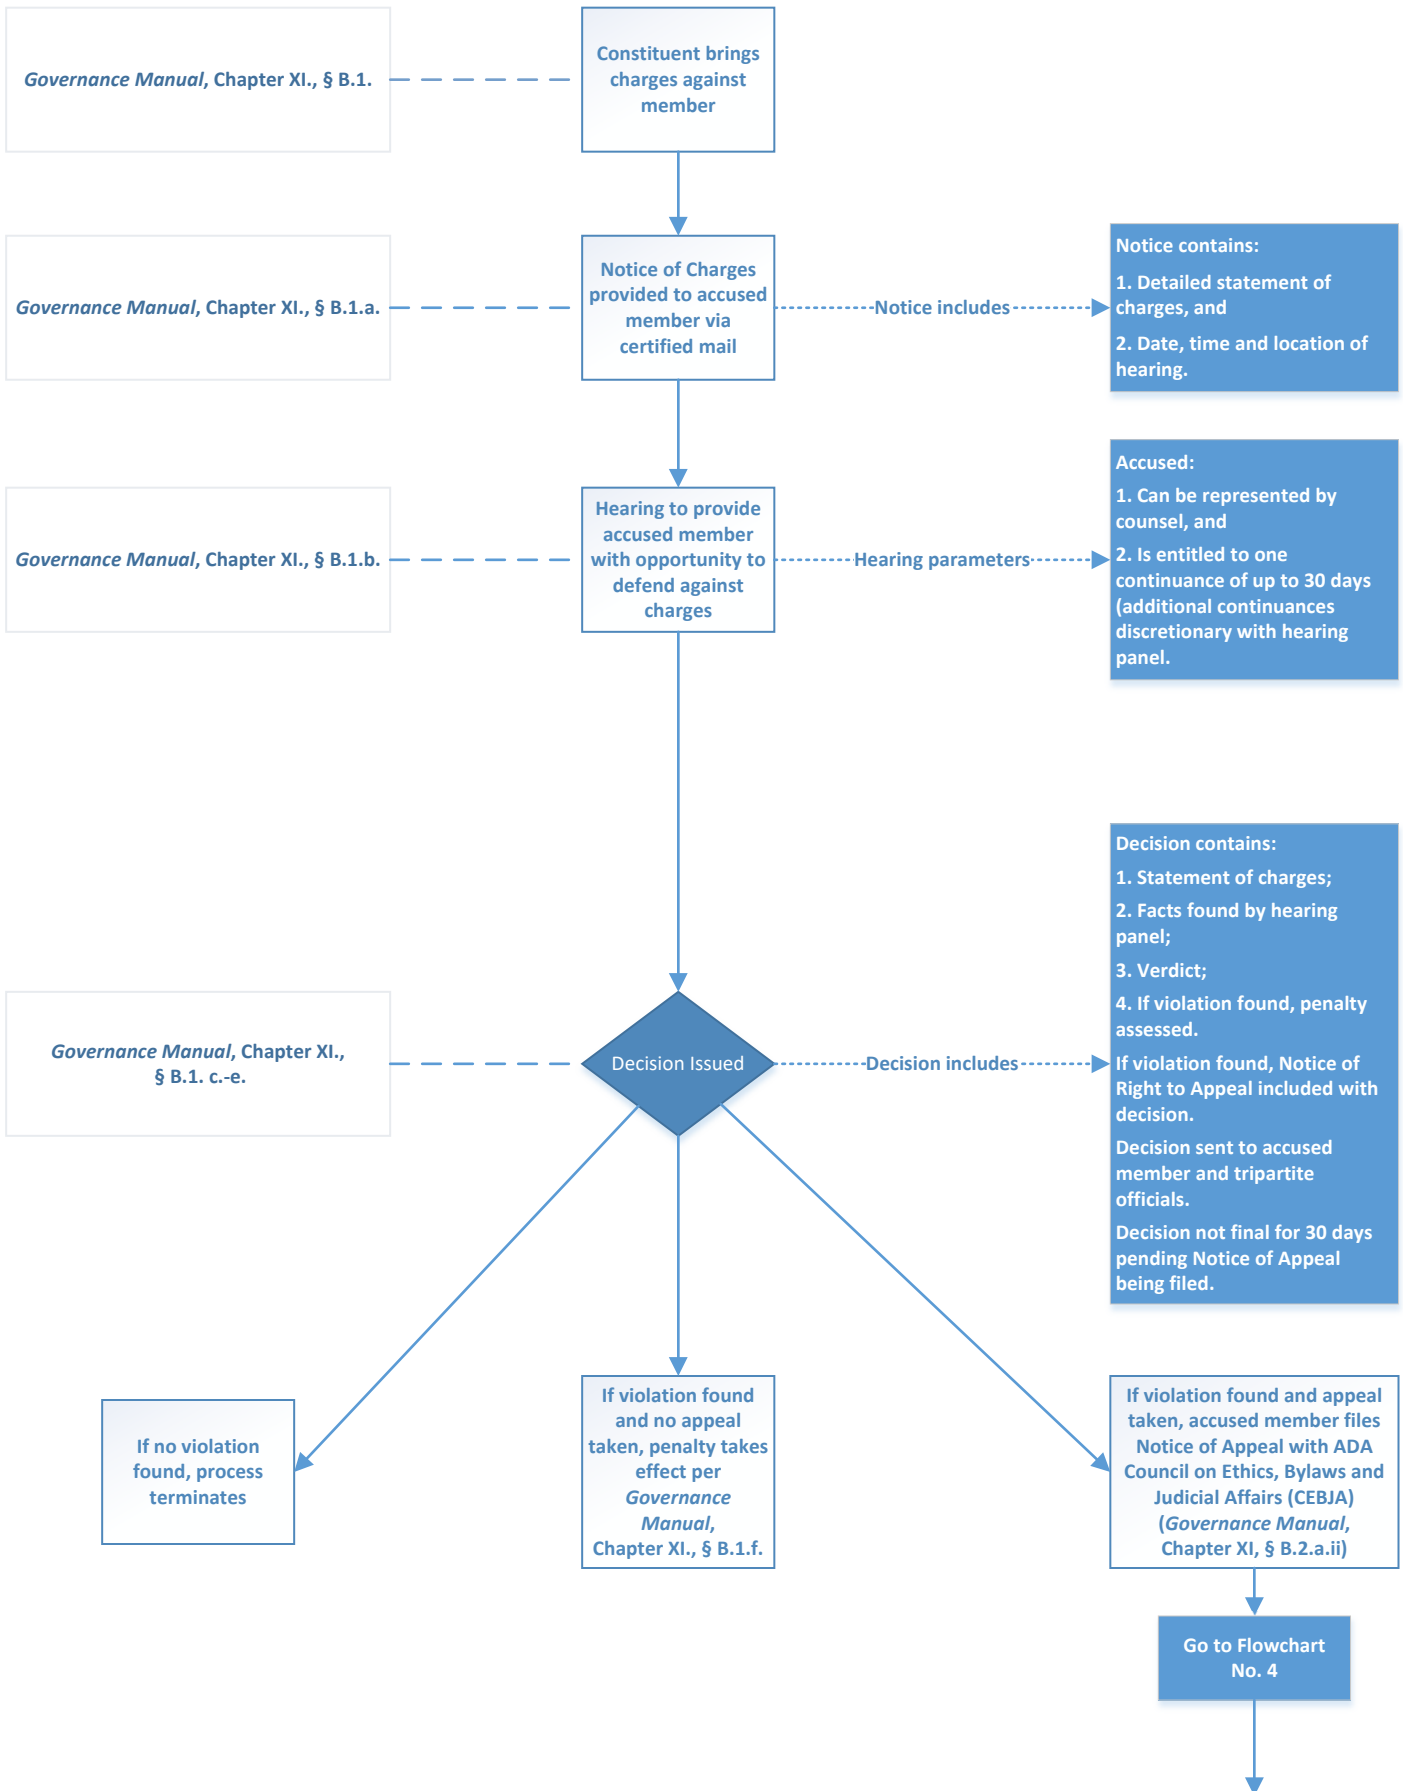 Governance Manual, Chapter XI., § B.1.
Constituent brings
charges against
member
Governance Manual, Chapter XI., § B.1.a.
Notice of Charges
provided to accused
member via
certified mail
Notice includes
Notice contains:
1. Detailed statement of
charges, and
2. Date, time and location of
hearing.
Governance Manual, Chapter XI., § B.1.b.
Hearing to provide
accused member
with opportunity to
defend against
charges
Hearing parameters
Accused:
1. Can be represented by
counsel, and
2. Is entitled to one
continuance of up to 30 days
(additional continuances
discretionary with hearing
panel.
Governance Manual, Chapter XI.,
§ B.1. c.-e.
Decision Issued
Decision includes
Decision contains:
1. Statement of charges;
2. Facts found by hearing
panel;
3. Verdict;
4. If violation found, penalty
assessed.
If violation found, Notice of
Right to Appeal included with
decision.
Decision sent to accused
member and tripartite
officials.
Decision not final for 30 days
pending Notice of Appeal
being filed.
If no violation
found, process
terminates
If violation found
and no appeal
taken, penalty takes
effect per
Governance
Manual,
Chapter XI., § B.1.f.
If violation found and appeal
taken, accused member files
Notice of Appeal with ADA
Council on Ethics, Bylaws and
Judicial Affairs (CEBJA)
(Governance Manual,
Chapter XI, § B.2.a.ii)
Go to Flowchart
No. 4